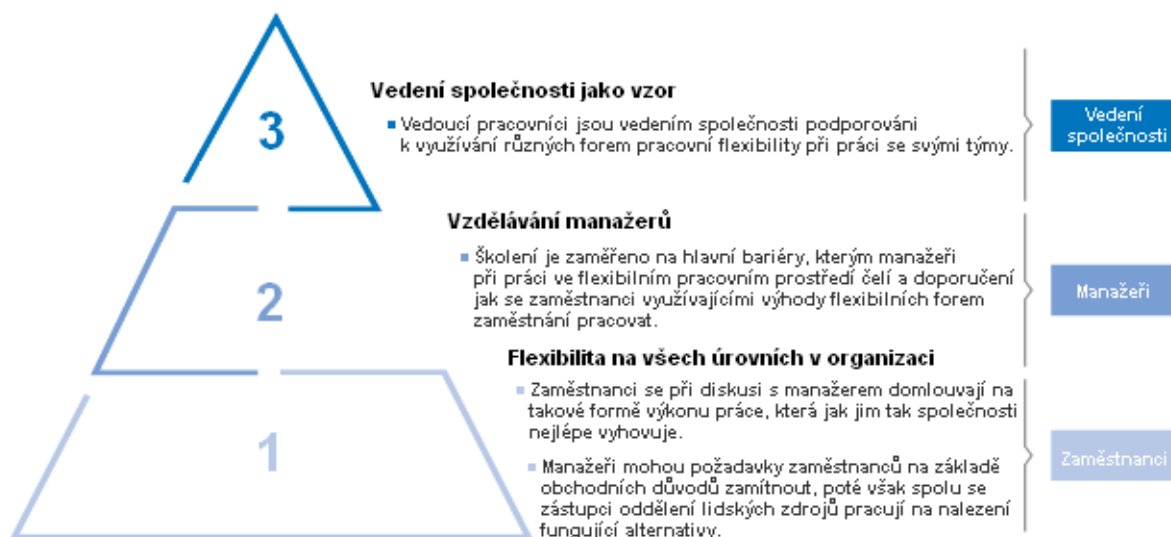 3
Vedení společnosti jako vzor
Vedoucí pracovníci jsou vedením společnosti podporováni
k využívání různých forem pracovní flexibility při práci se svými týmy.
Vedení
společnosti
2
Vzdělávání manažerů
Školení je zaměřeno na hlavní bariéry, kterým manažeři
při práci ve flexibilním pracovním prostředí čelí a doporučení
jak se zaměstnanci využívajícími výhody flexibilních forem
zaměstnání pracovat.
Manažeři
1
Flexibilita na všech úrovních v organizaci
Zaměstnanci se při diskusi s manažerem domlouvají na
takové formě výkonu práce, která jak jim tak společnosti
nejlépe vyhovuje.
Manažeři mohou požadavky zaměstnanců na základě
obchodních důvodů zamítnout, poté však spolu se
zástupci oddělení lidských zdrojů pracují na nalezení
fungující alternativy.
Zaměstnanci